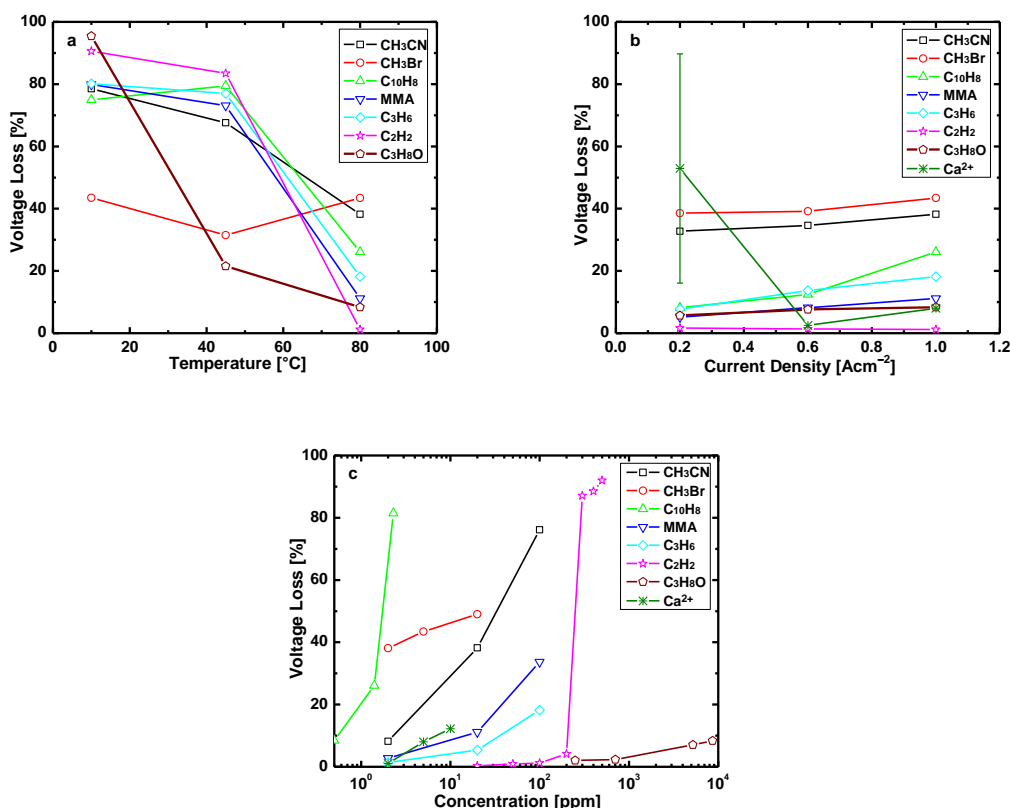 a
100
80
60
40
20
0
Voltage Loss [%]
0 20 40 60 80 100
Temperature [°C]
CH3CN
CH3Br
C10H8
MMA
C3H6
C2H2
C3H8O
b
100
80
60
40
20
0
Voltage Loss [%]
0.0 0.2 0.4 0.6 0.8 1.0 1.2
Current Density [Acm−2]
CH3CN
CH3Br
C10H8
MMA
C3H6
C2H2
C3H8O
Ca2+
c
100
80
60
40
20
0
Voltage Loss [%]
10^0 10^1 10^2 10^3 10^4
Concentration [ppm]
CH3CN
CH3Br
C10H8
MMA
C3H6
C2H2
C3H8O
Ca2+